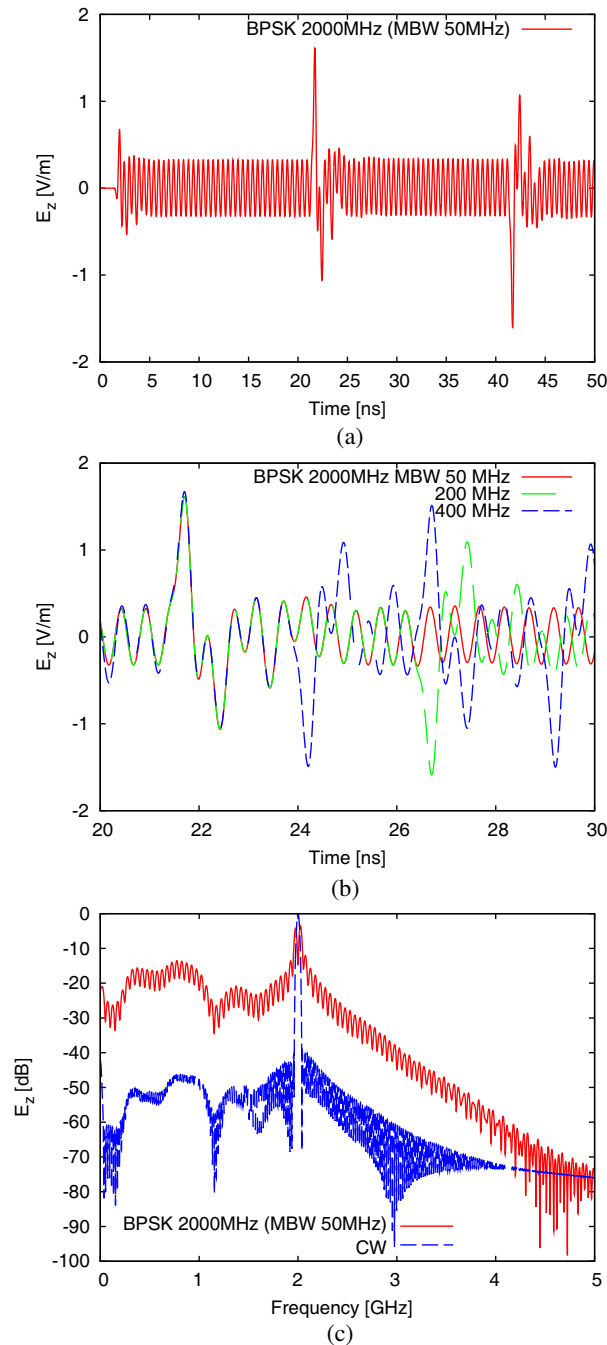 BPSK 2000MHz (MBW 50MHz)
2
1
0
-1
-2
E_z [V/m]
0 5 10 15 20 25 30 35 40 45 50
Time [ns]
(a)
BPSK 2000MHz MBW 50 MHz
200 MHz
400 MHz
2
1
0
-1
-2
E_z [V/m]
20 22 24 26 28 30
Time [ns]
(b)
0
-10
-20
-30
-40
-50
-60
-70
-80
-90
-100
E_z [dB]
BPSK 2000MHz (MBW 50MHz)
CW
0 1 2 3 4 5
Frequency [GHz]
(c)